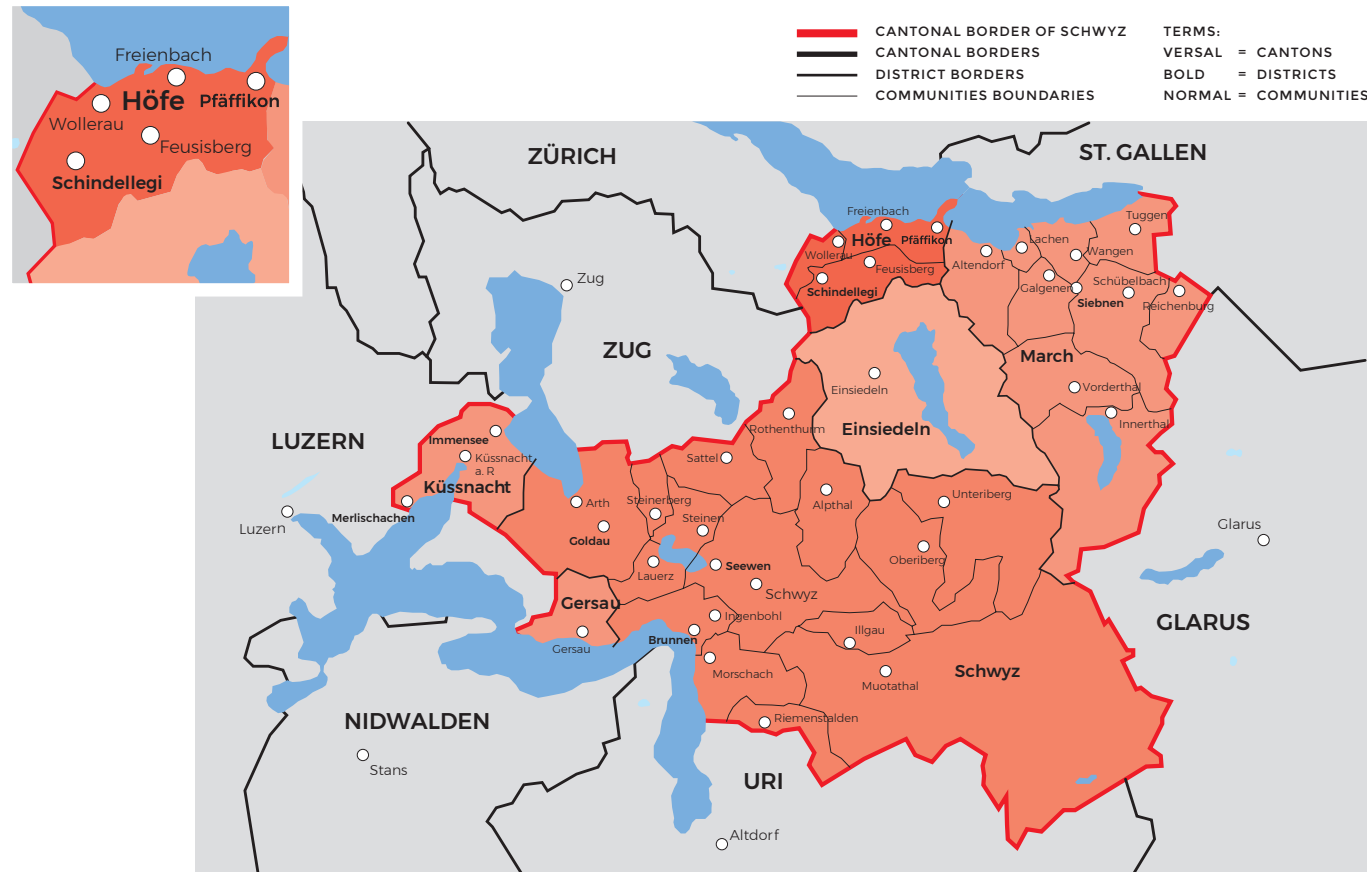 Freienbach
Höfe Pfäffikon
Wollerau
Feusisberg
Schindellegi
CANTONAL BORDER OF SCHWYZ
CANTONAL BORDERS
DISTRICT BORDERS
COMMUNITIES BOUNDARIES
TERMS:
VERSAL = CANTONS
BOLD = DISTRICTS
NORMAL = COMMUNITIES
ZÜRICH
ST. GALLEN
Freienbach
Tuggen
Höfe Pfäffikon
Lachen
Wollerau
Wangen
Altendorf
Feusisberg
Zug
Galgenen
Schübelbach
Schindellegi
Siebnen
Reichenburg
ZUG
March
Einsiedeln
Vorderthal
Innerthal
Rothenthurm
Einsiedeln
LUZERN
Immensee
Küssnacht
a. R
Sattel
Küssnacht
Merlischachen
Luzern
Arth
Steinerberg
Alpthal
Unteriberg
Steinen
Goldau
Glarus
Oberiberg
Seewen
Lauerz
Schwyz
Gersau
Ingenbohl
GLARUS
Illgau
Brunnen
Gersau
Morschach
Schwyz
Muotathal
NIDWALDEN
Riemenstalden
Stans
URI
Altdorf